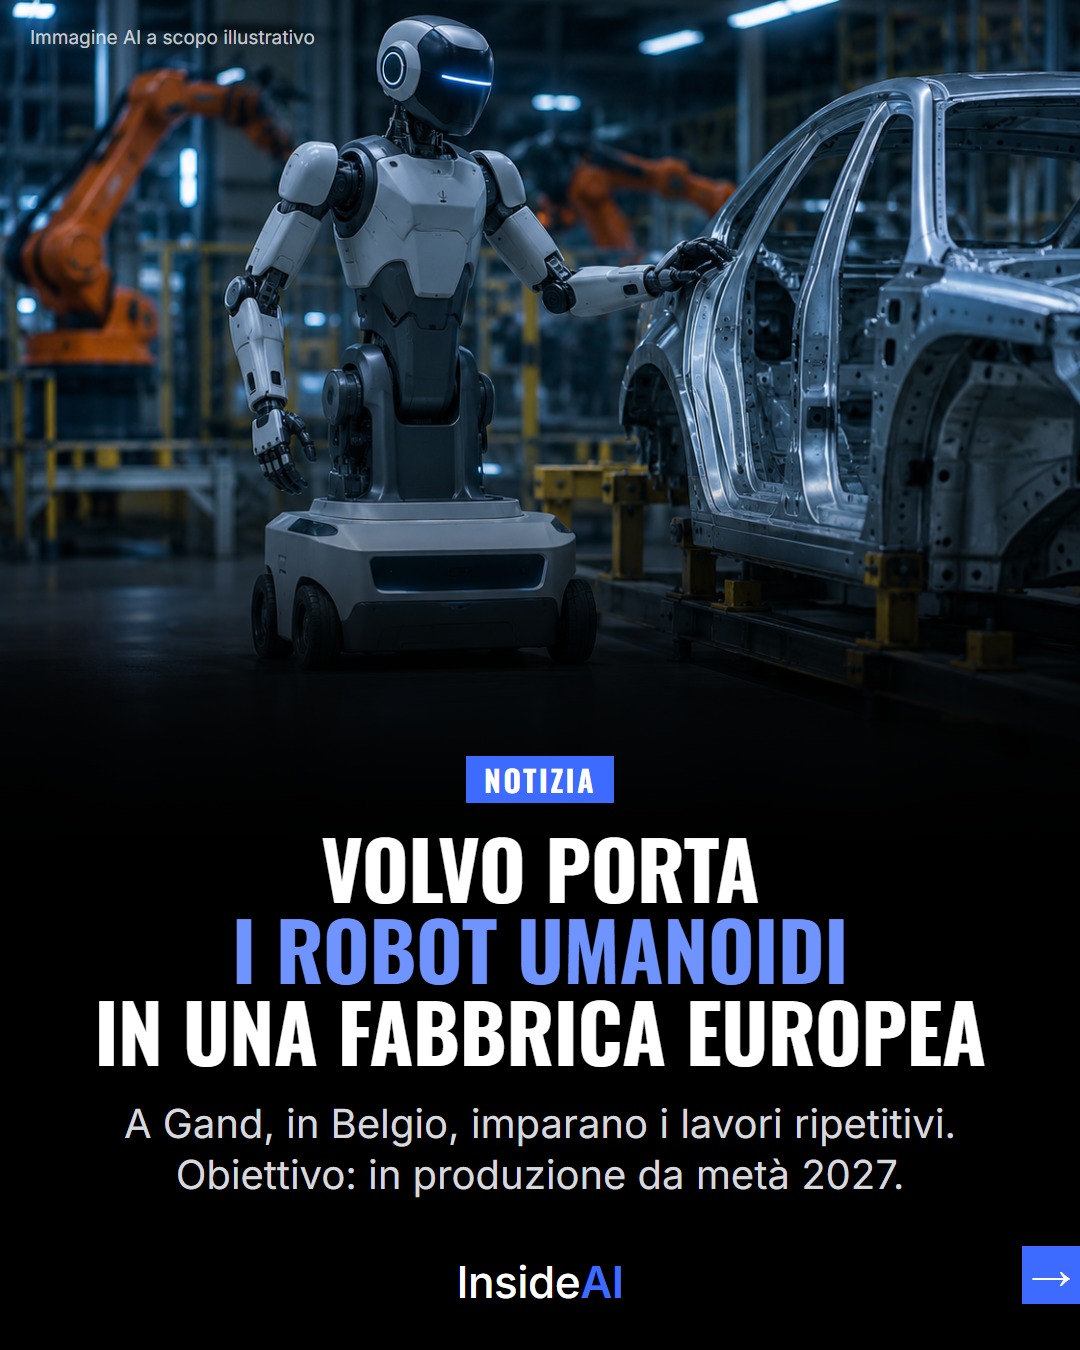 Immagine AI a scopo illustrativo
NOTIZIA
VOLVO PORTA
I ROBOT UMANOIDI
IN UNA FABBRICA EUROPEA
A Gand, in Belgio, imparano i lavori ripetitivi.
Obiettivo: in produzione da metà 2027.
InsideAI
→